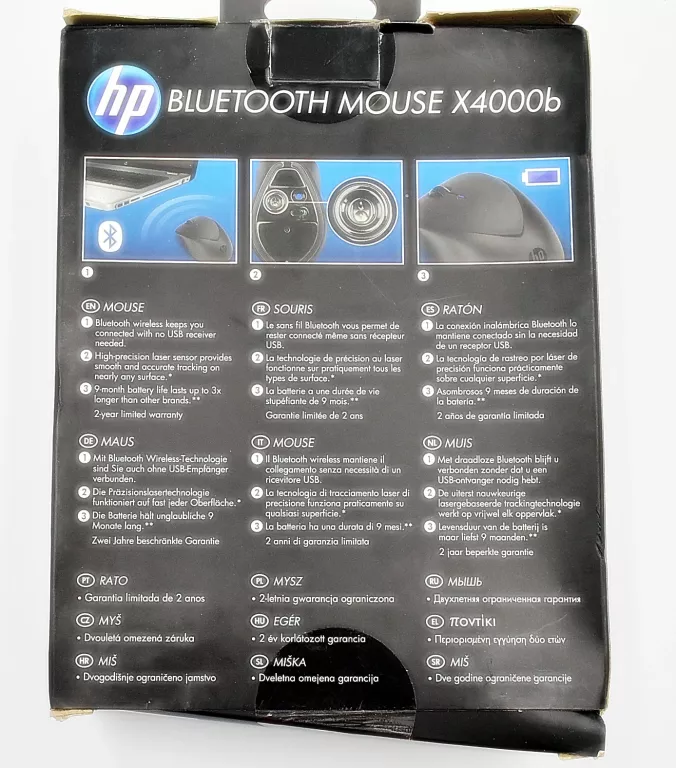 hp BLUETOOTH MOUSE X4000b
1
2
3
EN MOUSE
1 Bluetooth wireless keeps you
connected with no USB receiver
needed.
2 High-precision laser sensor provides
smooth and accurate tracking on
nearly any surface.*
3 9 month battery life lasts up to 3x
longer than other brands.**
2-year limited warranty
FR SOURIS
1 Le sans fil Bluetooth vous permet de
rester connecté même sans récepteur
USB.
2 La technologie de précision au laser
fonctionne sur pratiquement tous les
types de surface.*
3 La batterie a une durée de vie
stupéfiante de 9 mois.**
Garantie limitée de 2 ans
ES RATÓN
1 La conexión inalámbrica Bluetooth lo
mantiene conectado sin la necesidad
de un receptor USB.
2 La tecnología de rastreo por láser de
precisión funciona prácticamente
sobre cualquier superficie.*
3 Asombrosos 9 meses de duración de
la batería.**
2 años de garantía limitada
DE MAUS
1 Mit Bluetooth Wireless-Technologie
sind Sie auch ohne USB-Empfänger
verbunden.
2 Die Präzisionslasertechnologie
funktioniert auf fast jeder Oberfläche.*
3 Die Batterie hält unglaubliche 9
Monate lang.**
Zwei Jahre beschränkte Garantie
IT MOUSE
1 Il Bluetooth wireless mantiene il
collegamento senza necessità di un
ricevitore USB.
2 La tecnologia di tracciamento laser di
precisione funziona praticamente su
qualsiasi superficie.*
3 La batteria ha una durata di 9 mesi.**
2 anni di garanzia limitata
NL MUIS
1 Met draadloze Bluetooth blijft u
verbonden zonder dat u een
USB-ontvanger nodig hebt.
2 De uiterst nauwkeurige
lasergebaseerde trackingtechnologie
werkt op vrijwel elk oppervlak.*
3 Levensduur van de batterij is
maar liefst 9 maanden.**
2 jaar beperkte garantie
PT RATO
• Garantia limitada de 2 anos
PL MYSZ
• 2-letnia gwarancja ograniczona
RU МЫШЬ
• Двухлетняя ограниченная гарантия
CZ MYŠ
• Dvouletá omezená záruka
HU EGÉR
• 2 év korlátozott garancia
EL ΠΟΝΤΊΚΙ
• Περιορισμένη εγγύηση δύο ετών
HR MIŠ
• Dvogodišnje ograničeno jamstvo
SL MIŠKA
• Dveletna omejena garancija
SR MIŠ
• Dve godine ograničene garancije